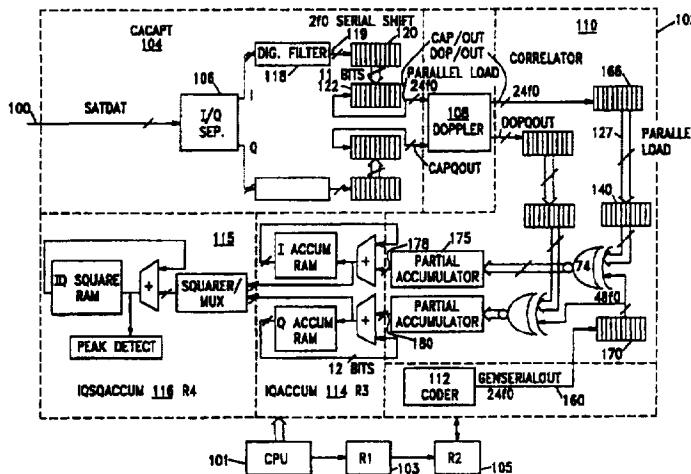 CACAPT
104
2f0 SERIAL SHIFT
119
120
110
102
DIG. FILTER
118
11 BITS
122
CAP/OUT
DOP/OUT
PARALLEL LOAD
24f0
CORRELATOR
24f0
166
106
I/Q
SEP.
I
Q
100
SATDAT
108
DOPPLER
DOPQOUT
CAPQOUT
127
PARALLEL
LOAD
140
115
I ACCUM
RAM
+
178
175
PARTIAL
ACCUMULATOR
74
48f0
IQ SQUARE
RAM
+
SQUARER/
MUX
Q ACCUM
RAM
+
180
PARTIAL
ACCUMULATOR
170
PEAK DETECT
12 BITS
IQSQACCUM 116 R4
IQACCUM 114 R3
112
CODER
GENSERIALOUT
24f0
160
101
CPU
R1
103
R2
105